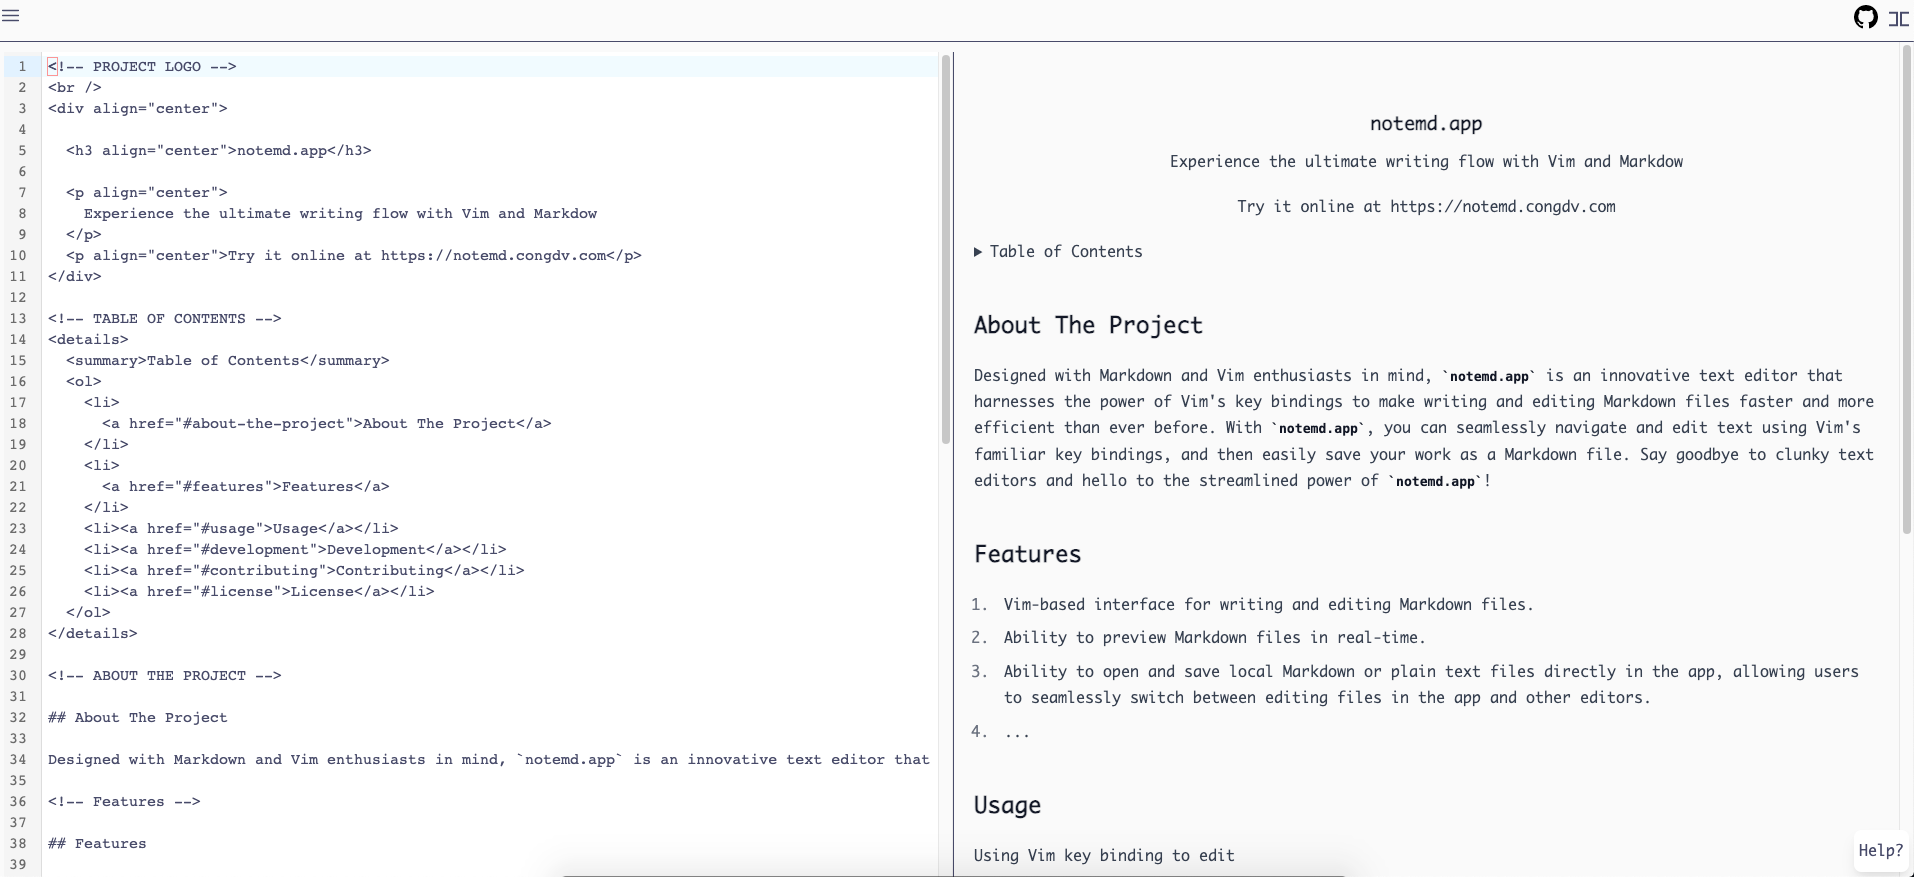 1 <!-- PROJECT LOGO -->
2 <br />
3 <div align="center">
4
5 <h3 align="center">notemd.app</h3>
6
7 <p align="center">
8 Experience the ultimate writing flow with Vim and Markdow
9 </p>
10 <p align="center">Try it online at https://notemd.congdv.com</p>
11 </div>
12
13 <!-- TABLE OF CONTENTS -->
14 <details>
15 <summary>Table of Contents</summary>
16 <ol>
17 <li>
18 <a href="#about-the-project">About The Project</a>
19 </li>
20 <li>
21 <a href="#features">Features</a>
22 </li>
23 <li><a href="#usage">Usage</a></li>
24 <li><a href="#development">Development</a></li>
25 <li><a href="#contributing">Contributing</a></li>
26 <li><a href="#license">License</a></li>
27 </ol>
28 </details>
29
30 <!-- ABOUT THE PROJECT -->
31
32 ## About The Project
33
34 Designed with Markdown and Vim enthusiasts in mind, `notemd.app` is an innovative text editor that
35
36 <!-- Features -->
37
38 ## Features
39
notemd.app
Experience the ultimate writing flow with Vim and Markdow
Try it online at https://notemd.congdv.com
▶ Table of Contents
About The Project
Designed with Markdown and Vim enthusiasts in mind, `notemd.app` is an innovative text editor that
harnesses the power of Vim's key bindings to make writing and editing Markdown files faster and more
efficient than ever before. With `notemd.app`, you can seamlessly navigate and edit text using Vim's
familiar key bindings, and then easily save your work as a Markdown file. Say goodbye to clunky text
editors and hello to the streamlined power of `notemd.app`!
Features
1. Vim-based interface for writing and editing Markdown files.
2. Ability to preview Markdown files in real-time.
3. Ability to open and save local Markdown or plain text files directly in the app, allowing users
to seamlessly switch between editing files in the app and other editors.
4. ...
Usage
Using Vim key binding to edit
Help?